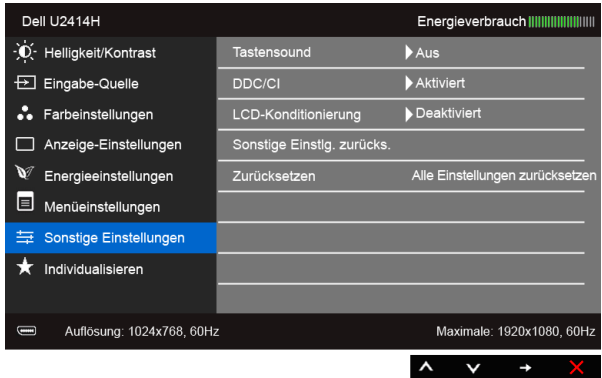 Dell U2414H Energieverbrauch
Helligkeit/Kontrast Tastensound Aus
Eingabe-Quelle DDC/CI Aktiviert
Farbeinstellungen LCD-Konditionierung Deaktiviert
Anzeige-Einstellungen Sonstige Einstlg. zurücks.
Energieeinstellungen Zurücksetzen Alle Einstellungen zurücksetzen
Menüeinstellungen
Sonstige Einstellungen
Individualisieren
Auflösung: 1024x768, 60Hz Maximale: 1920x1080, 60Hz